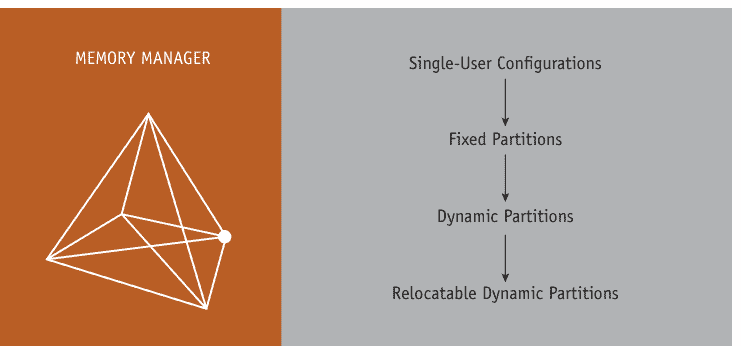 MEMORY MANAGER
Single-User Configurations
Fixed Partitions
Dynamic Partitions
Relocatable Dynamic Partitions